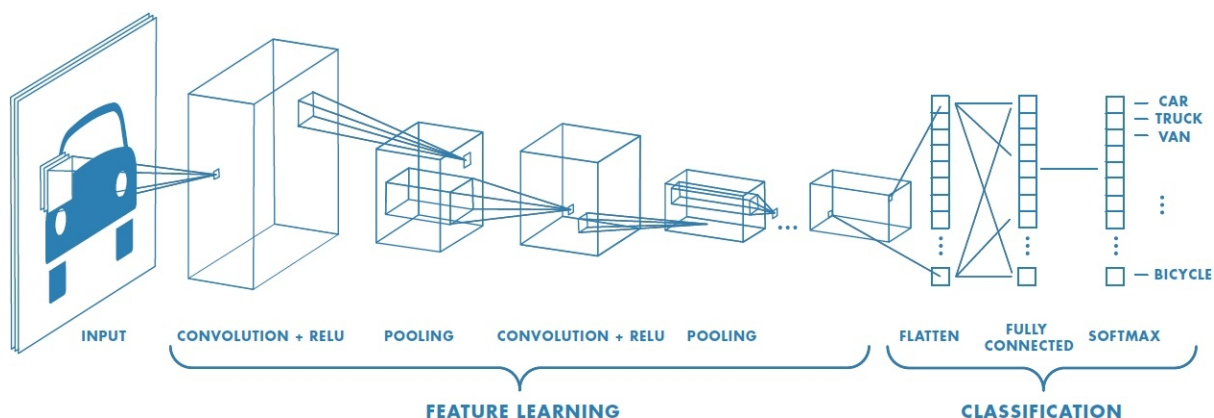 CAR
TRUCK
VAN
BICYCLE
INPUT
CONVOLUTION + RELU
POOLING
CONVOLUTION + RELU
POOLING
FLATTEN
FULLY
CONNECTED
SOFTMAX
FEATURE LEARNING
CLASSIFICATION